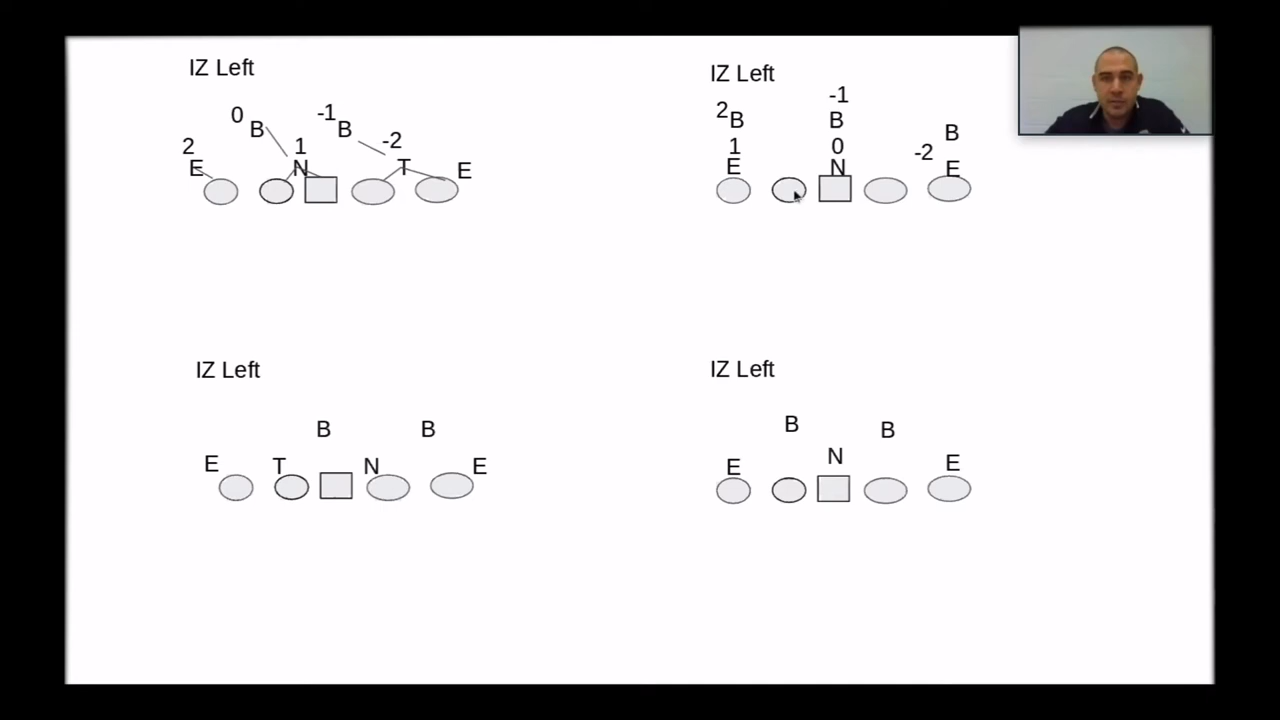 IZ Left
0 B -1 B
2 E 1 N -2 T E
IZ Left
2 B -1 B B
1 E 0 N -2 E
IZ Left
B B
E T N E
IZ Left
B B
E N E